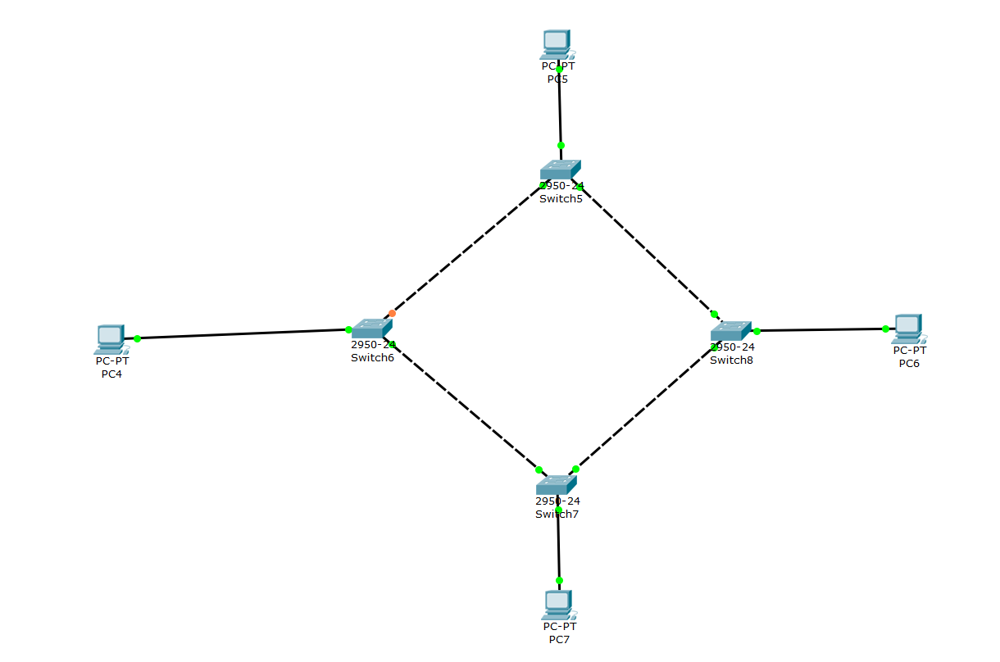 PC-PT
PC5
2950-24
Switch5
2950-24
Switch6
2950-24
Switch8
PC-PT
PC4
PC-PT
PC6
2950-24
Switch7
PC-PT
PC7